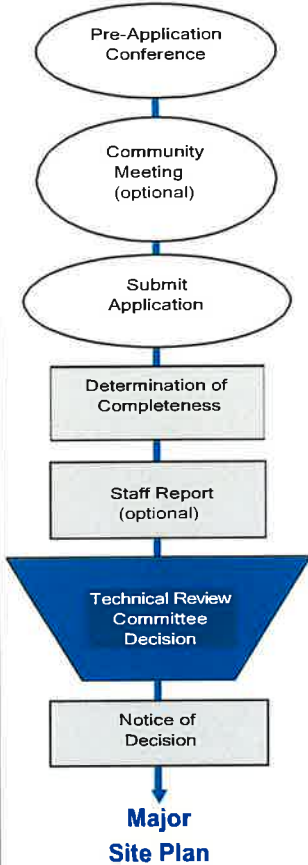 Pre-Application
Conference
Community
Meeting
(optional)
Submit
Application
Determination of
Completeness
Staff Report
(optional)
Technical Review
Committee
Decision
Notice of
Decision
Major
Site Plan